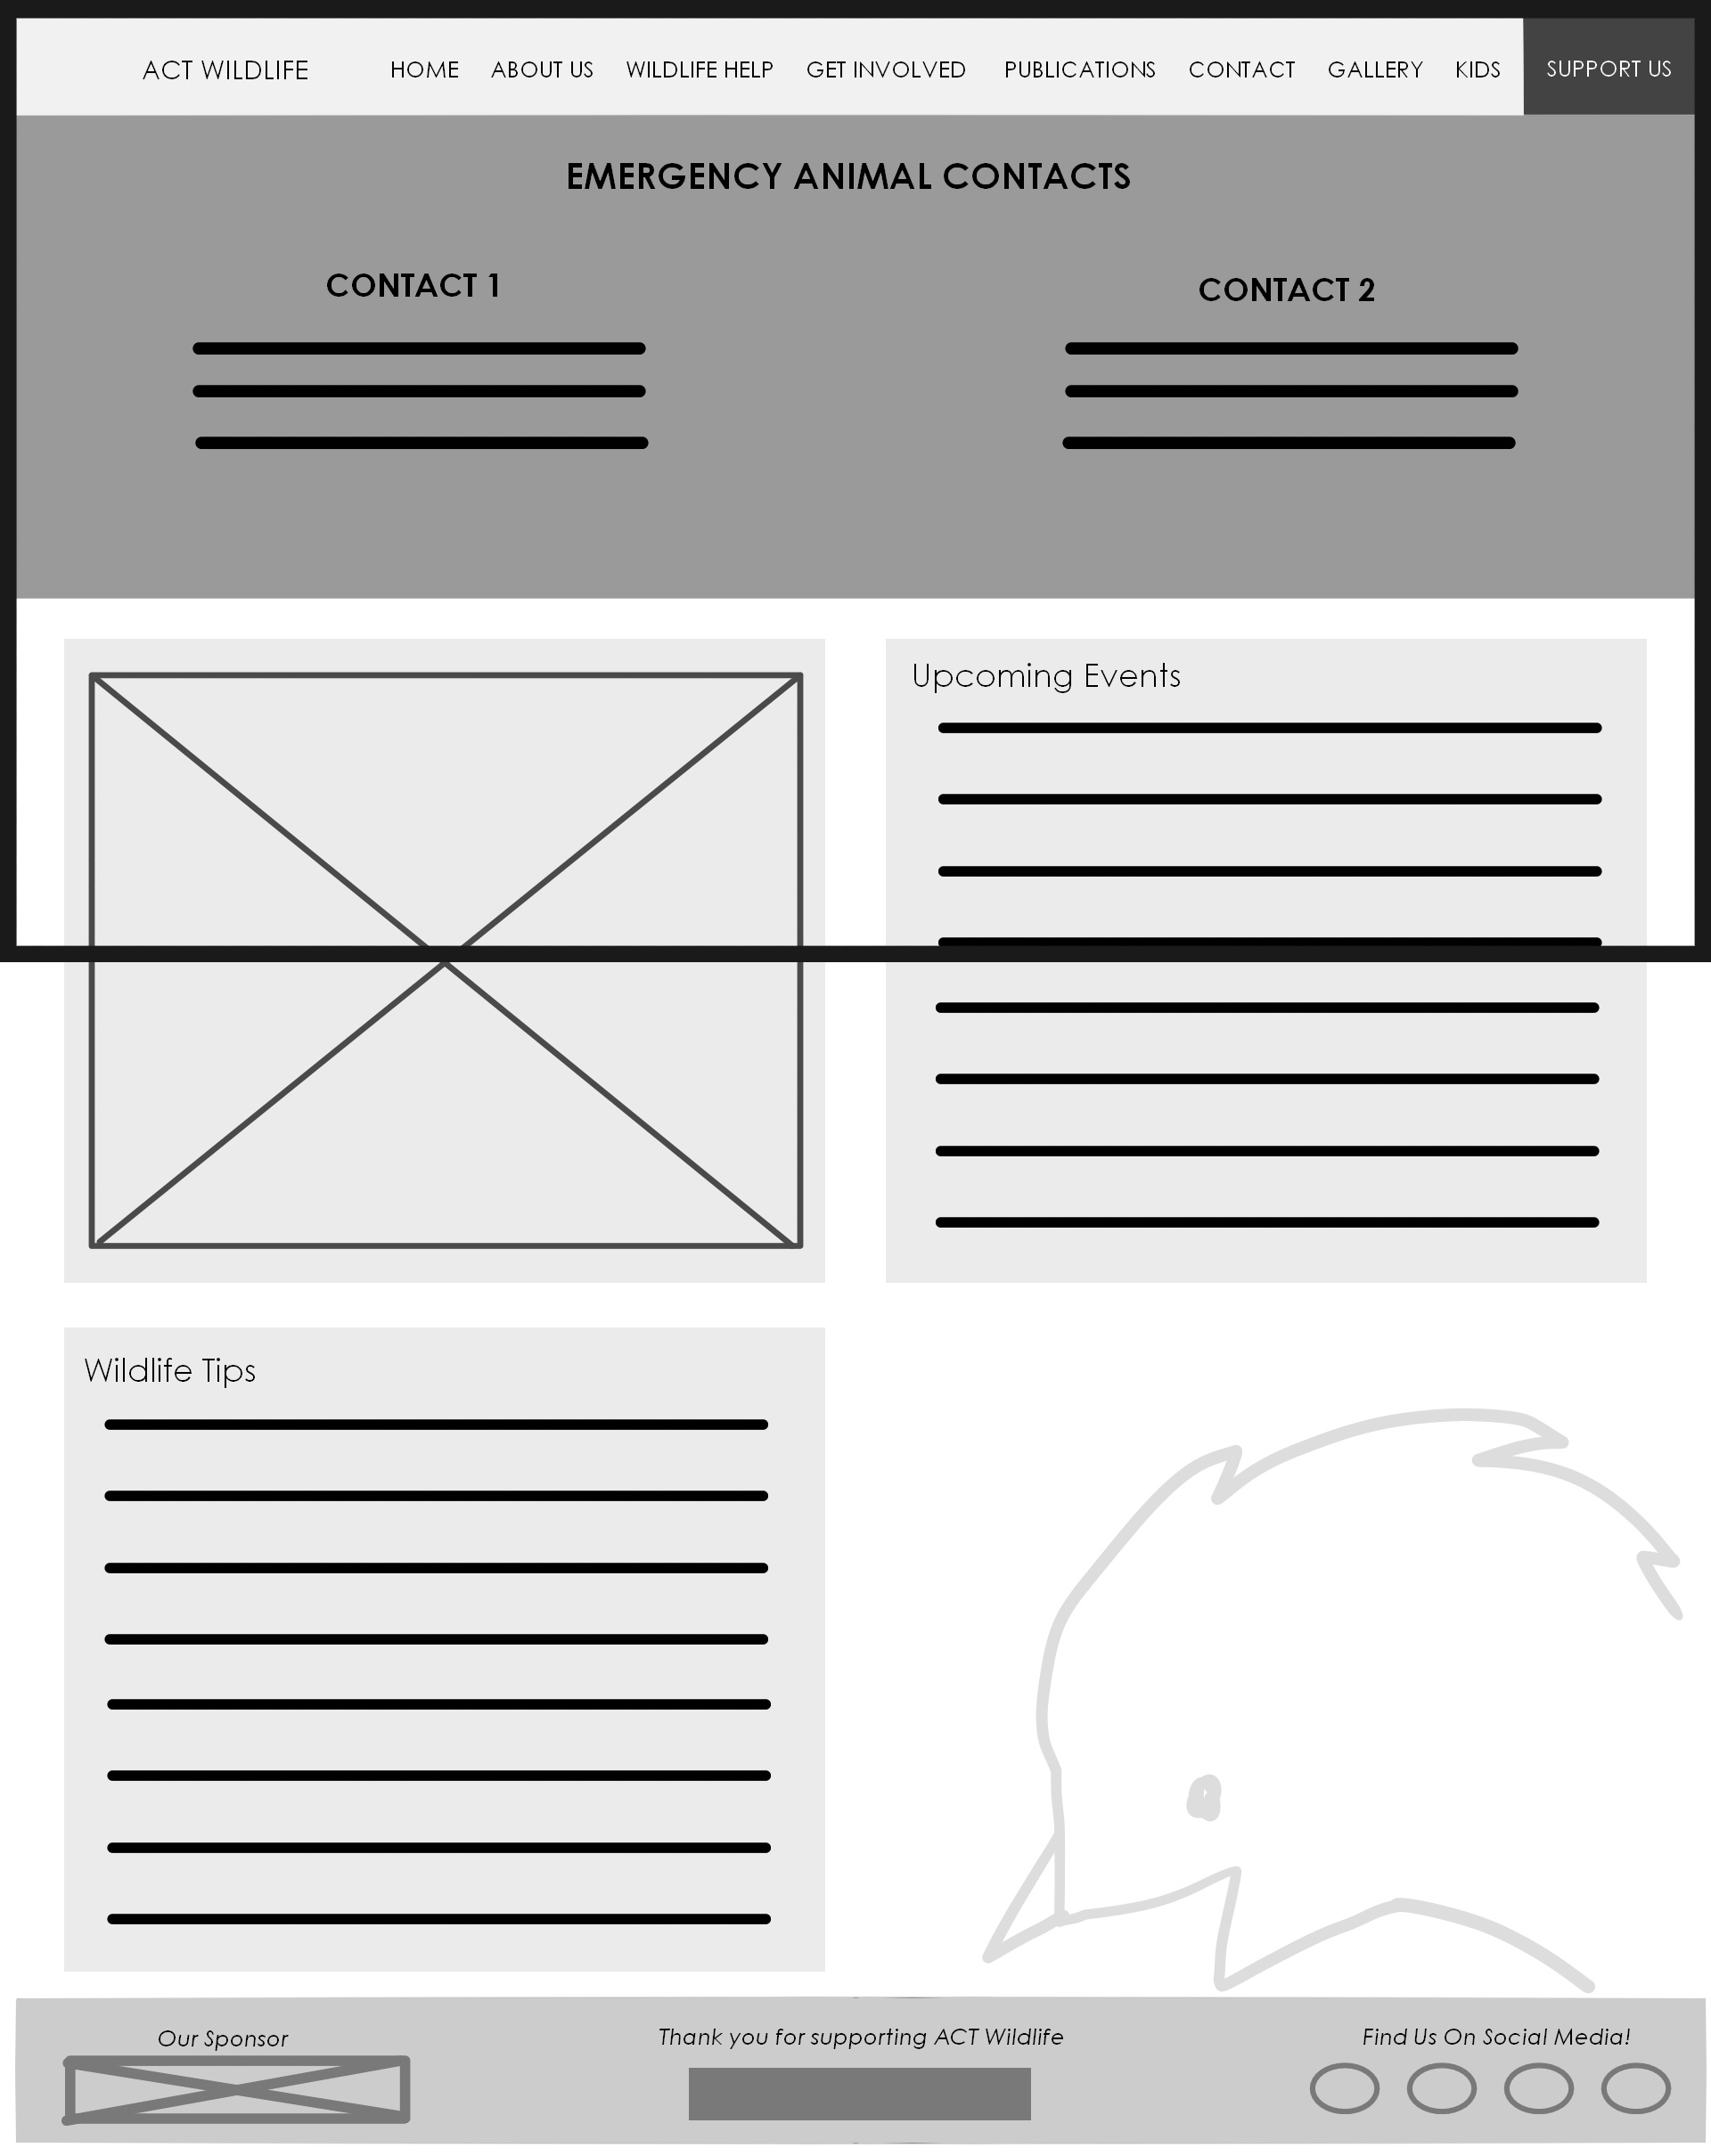 ACT WILDLIFE HOME ABOUT US WILDLIFE HELP GET INVOLVED PUBLICATIONS CONTACT GALLERY KIDS SUPPORT US
EMERGENCY ANIMAL CONTACTS
CONTACT 1
CONTACT 2
Upcoming Events
Wildlife Tips
Our Sponsor
Thank you for supporting ACT Wildlife
Find Us On Social Media!